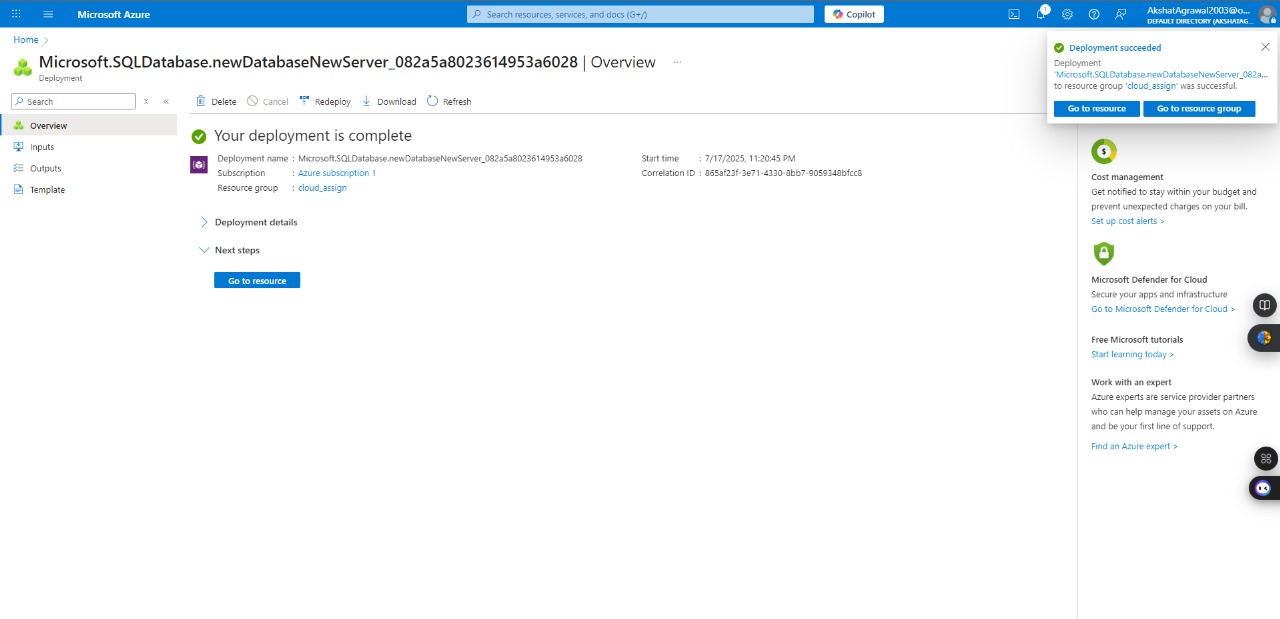 Microsoft Azure
Search resources, services, and docs (G+/)
Copilot
1
AkshatAgrawal2003@o...
DEFAULT DIRECTORY (AKSHATAG...
Home
Microsoft.SQLDatabase.newDatabaseNewServer_082a5a8023614953a6028 | Overview ...
Deployment
Search
Overview
Inputs
Outputs
Template
Delete
Cancel
Redeploy
Download
Refresh
Your deployment is complete
Deployment name : Microsoft.SQLDatabase.newDatabaseNewServer_082a5a8023614953a6028
Subscription : Azure subscription 1
Resource group : cloud_assign
Start time : 7/17/2025, 11:20:45 PM
Correlation ID : 865af23f-3e71-4330-8bb7-9059348bfcc8
Deployment details
Next steps
Go to resource
Deployment succeeded
Deployment
'Microsoft.SQLDatabase.newDatabaseNewServer_082a...
to resource group 'cloud_assign' was successful.
Go to resource
Go to resource group
Cost management
Get notified to stay within your budget and
prevent unexpected charges on your bill.
Set up cost alerts >
Microsoft Defender for Cloud
Secure your apps and infrastructure
Go to Microsoft Defender for Cloud >
Free Microsoft tutorials
Start learning today >
Work with an expert
Azure experts are service provider partners
who can help manage your assets on Azure
and be your first line of support.
Find an Azure expert >